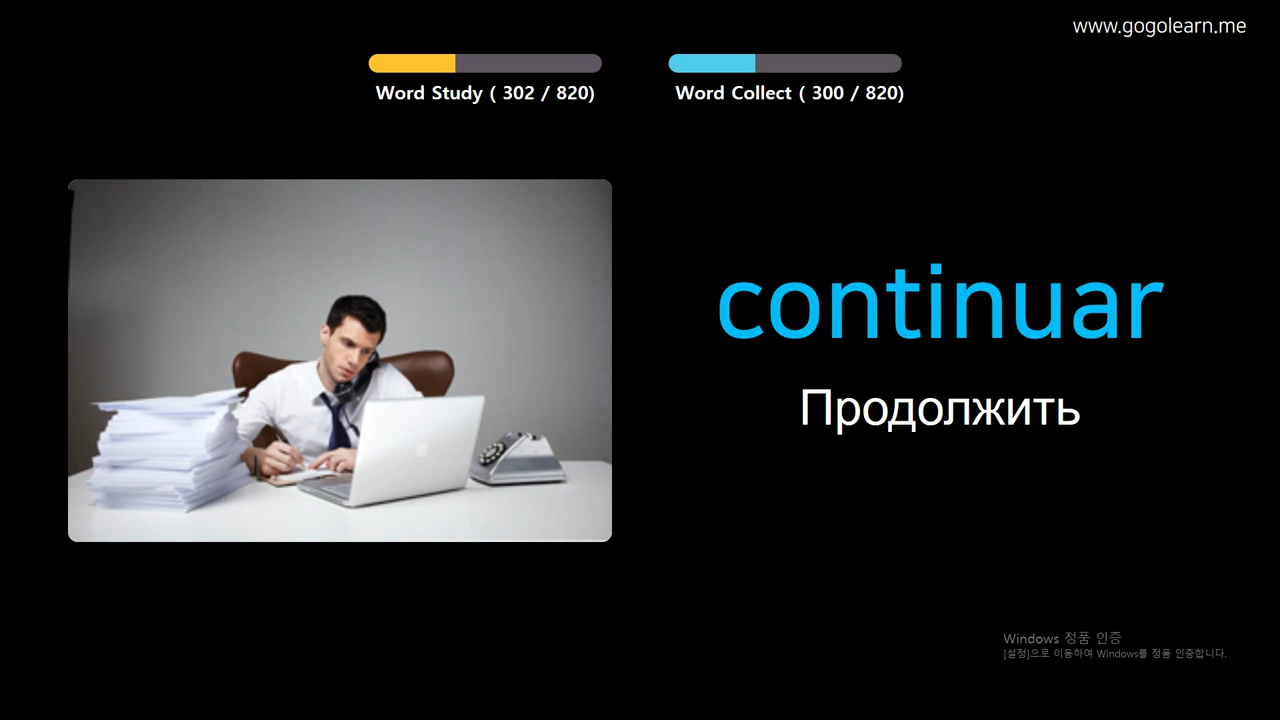 www.gogolearn.me
Word Study ( 302 / 820)
Word Collect ( 300 / 820)
continuar
Продолжить
Windows 정품 인증
[설정]으로 이동하여 Windows를 정품 인증합니다.